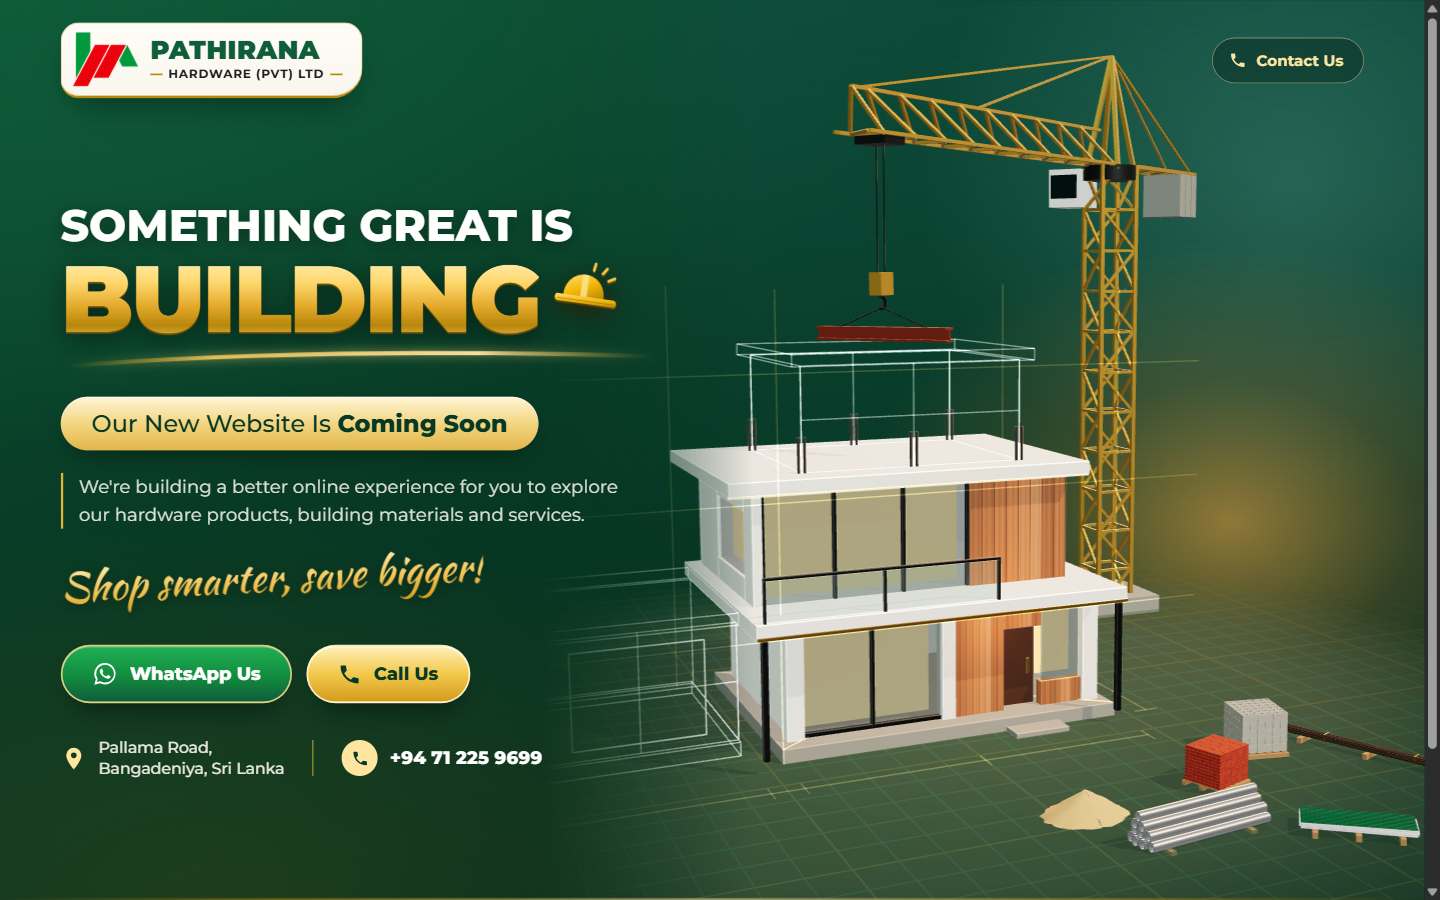 PATHIRANA
HARDWARE (PVT) LTD
Contact Us
SOMETHING GREAT IS
BUILDING
Our New Website Is Coming Soon
We're building a better online experience for you to explore
our hardware products, building materials and services.
Shop smarter, save bigger!
WhatsApp Us
Call Us
Pallama Road,
Bangadeniya, Sri Lanka
+94 71 225 9699